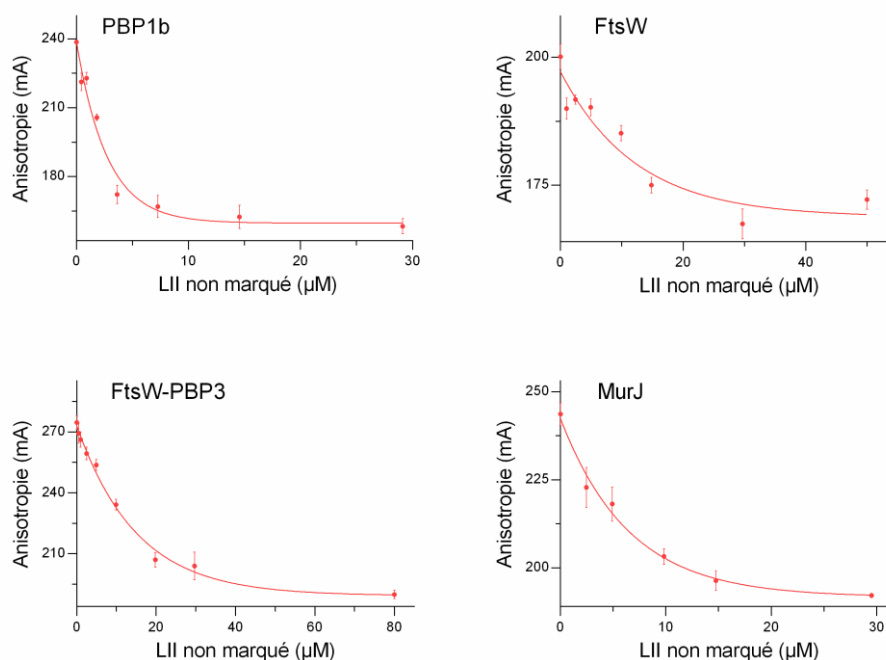 PBP1b
240
210
180
Anisotropie (mA)
0
10
20
30
LII non marqué (µM)
FtsW
200
175
Anisotropie (mA)
0
20
40
LII non marqué (µM)
FtsW-PBP3
270
240
210
Anisotropie (mA)
0
20
40
60
80
LII non marqué (µM)
MurJ
250
225
200
Anisotropie (mA)
0
10
20
30
LII non marqué (µM)